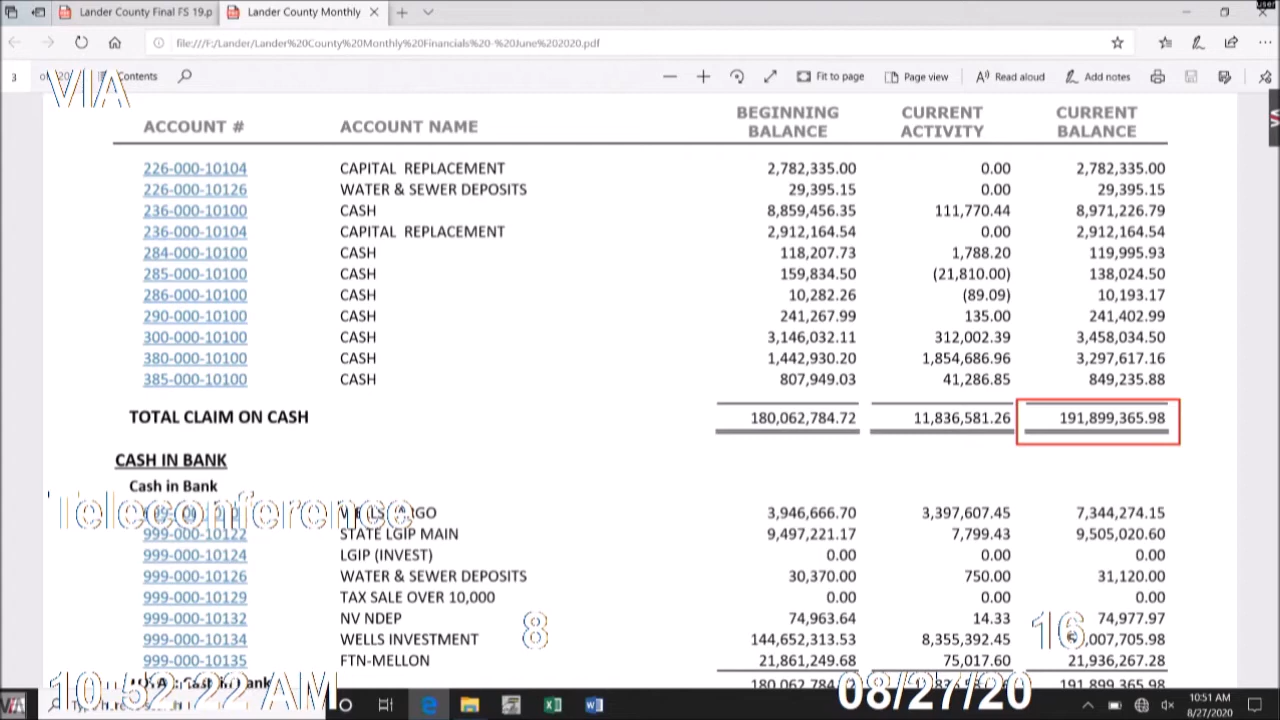 Lander County Final FS 19.p
Lander County Monthly
file:///F:/Lander/Lander%20County%20Monthly%20Financials%20-%20June%202020.pdf
3 of 20 Contents Fit to page Page view Read aloud Add notes
VIA
ACCOUNT # ACCOUNT NAME BEGINNING BALANCE CURRENT ACTIVITY CURRENT BALANCE
226-000-10104 CAPITAL REPLACEMENT 2,782,335.00 0.00 2,782,335.00
226-000-10126 WATER & SEWER DEPOSITS 29,395.15 0.00 29,395.15
236-000-10100 CASH 8,859,456.35 111,770.44 8,971,226.79
236-000-10104 CAPITAL REPLACEMENT 2,912,164.54 0.00 2,912,164.54
284-000-10100 CASH 118,207.73 1,788.20 119,995.93
285-000-10100 CASH 159,834.50 (21,810.00) 138,024.50
286-000-10100 CASH 10,282.26 (89.09) 10,193.17
290-000-10100 CASH 241,267.99 135.00 241,402.99
300-000-10100 CASH 3,146,032.11 312,002.39 3,458,034.50
380-000-10100 CASH 1,442,930.20 1,854,686.96 3,297,617.16
385-000-10100 CASH 807,949.03 41,286.85 849,235.88
TOTAL CLAIM ON CASH 180,062,784.72 11,836,581.26 191,899,365.98
CASH IN BANK
Cash in Bank
Teleconference
3,946,666.70 3,397,607.45 7,344,274.15
999-000-10122 STATE LGIP MAIN 9,497,221.17 7,799.43 9,505,020.60
999-000-10124 LGIP (INVEST) 0.00 0.00 0.00
999-000-10126 WATER & SEWER DEPOSITS 30,370.00 750.00 31,120.00
999-000-10129 TAX SALE OVER 10,000 0.00 0.00 0.00
999-000-10132 NV NDEP 74,963.64 14.33 74,977.97
8 16
999-000-10134 WELLS INVESTMENT 144,652,313.53 8,355,392.45 ,007,705.98
999-000-10135 FTN-MELLON 21,861,249.68 75,017.60 21,936,267.28
10:52:22 AM 08/27/20
10:51 AM
8/27/2020